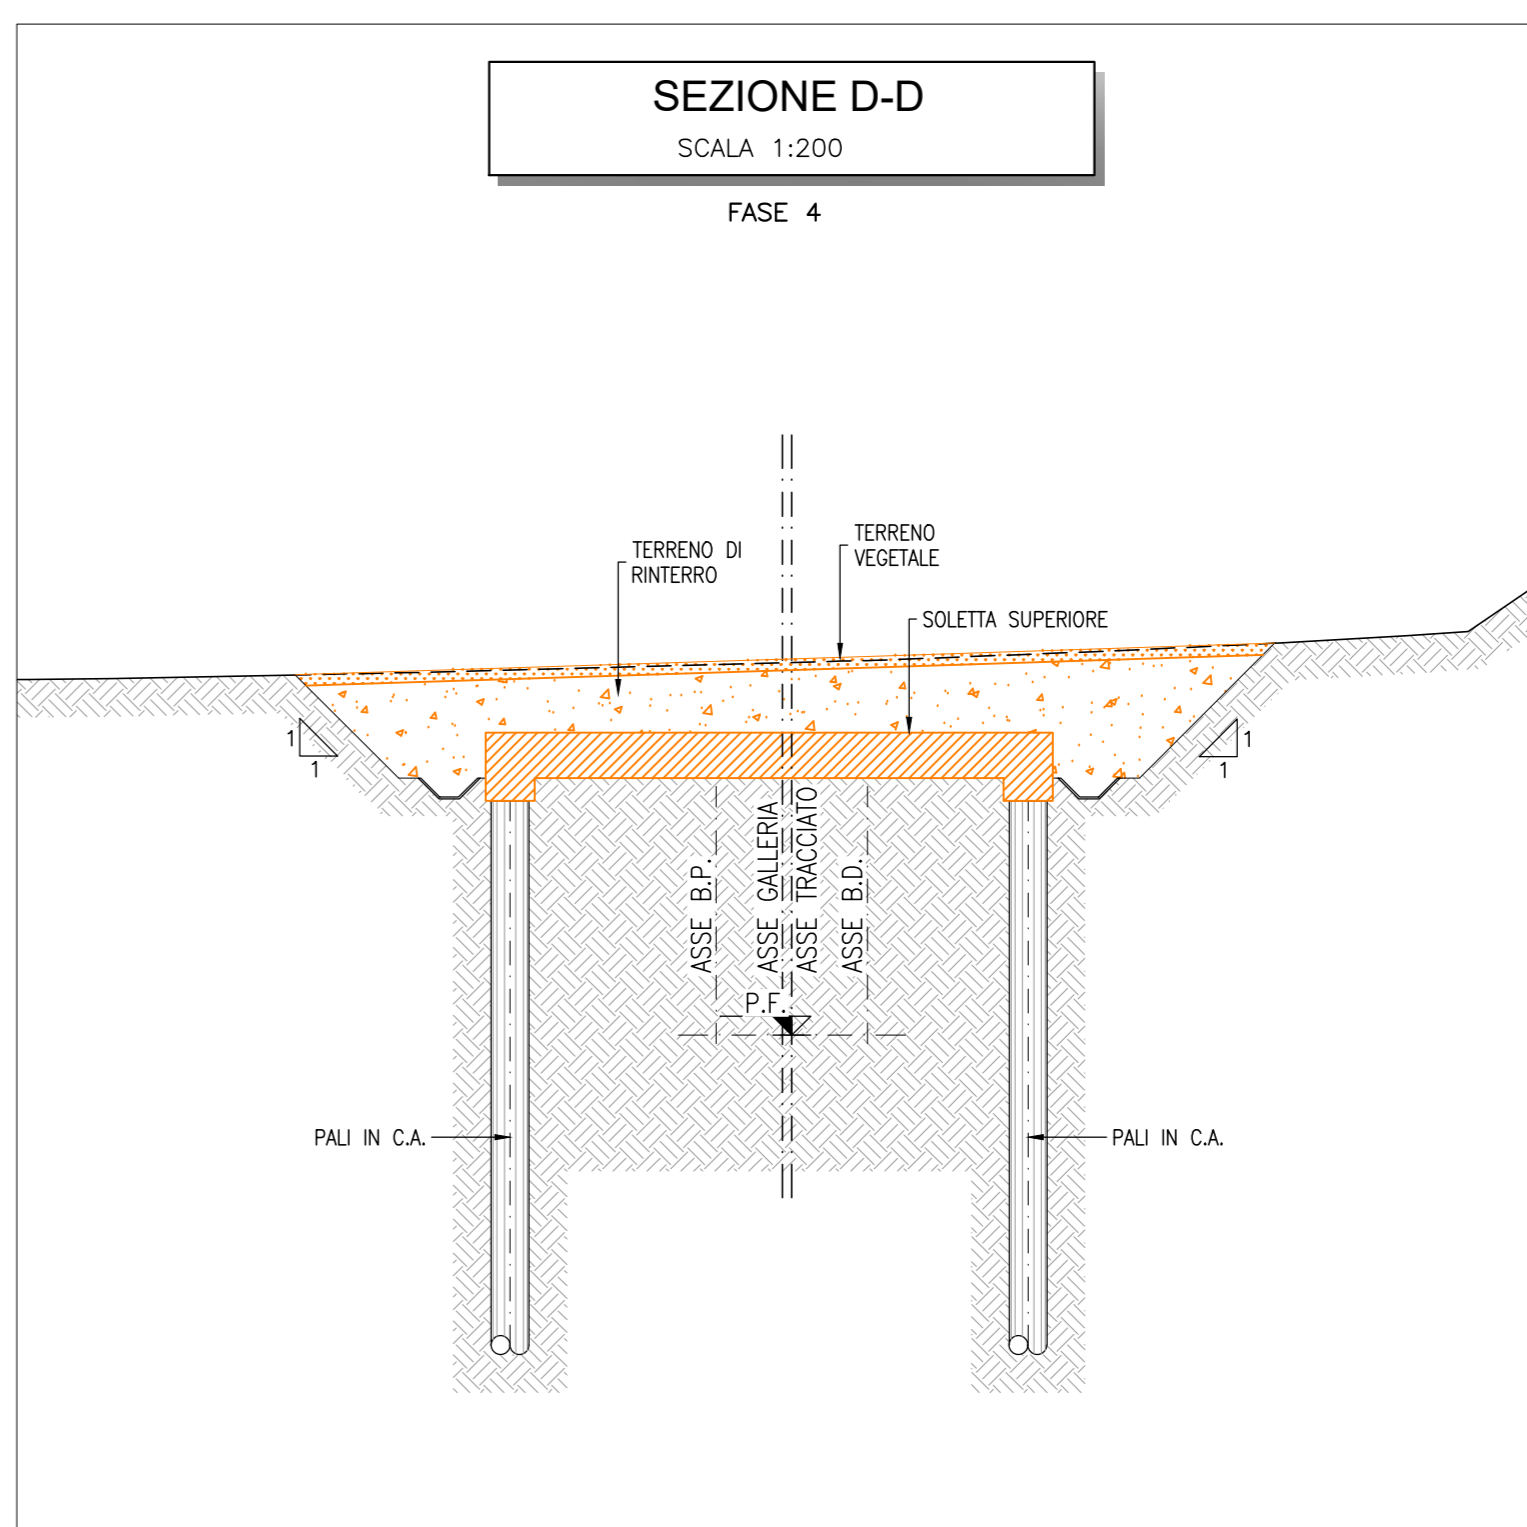 SEZIONE D-D
SCALA 1:200
FASE 4
TERRENO DI
RINTERRO
TERRENO
VEGETALE
SOLETTA SUPERIORE
1
1
1
1
ASSE B.P.
ASSE GALLERIA
ASSE TRACCIATO
ASSE B.D.
P.F.
PALI IN C.A.
PALI IN C.A.